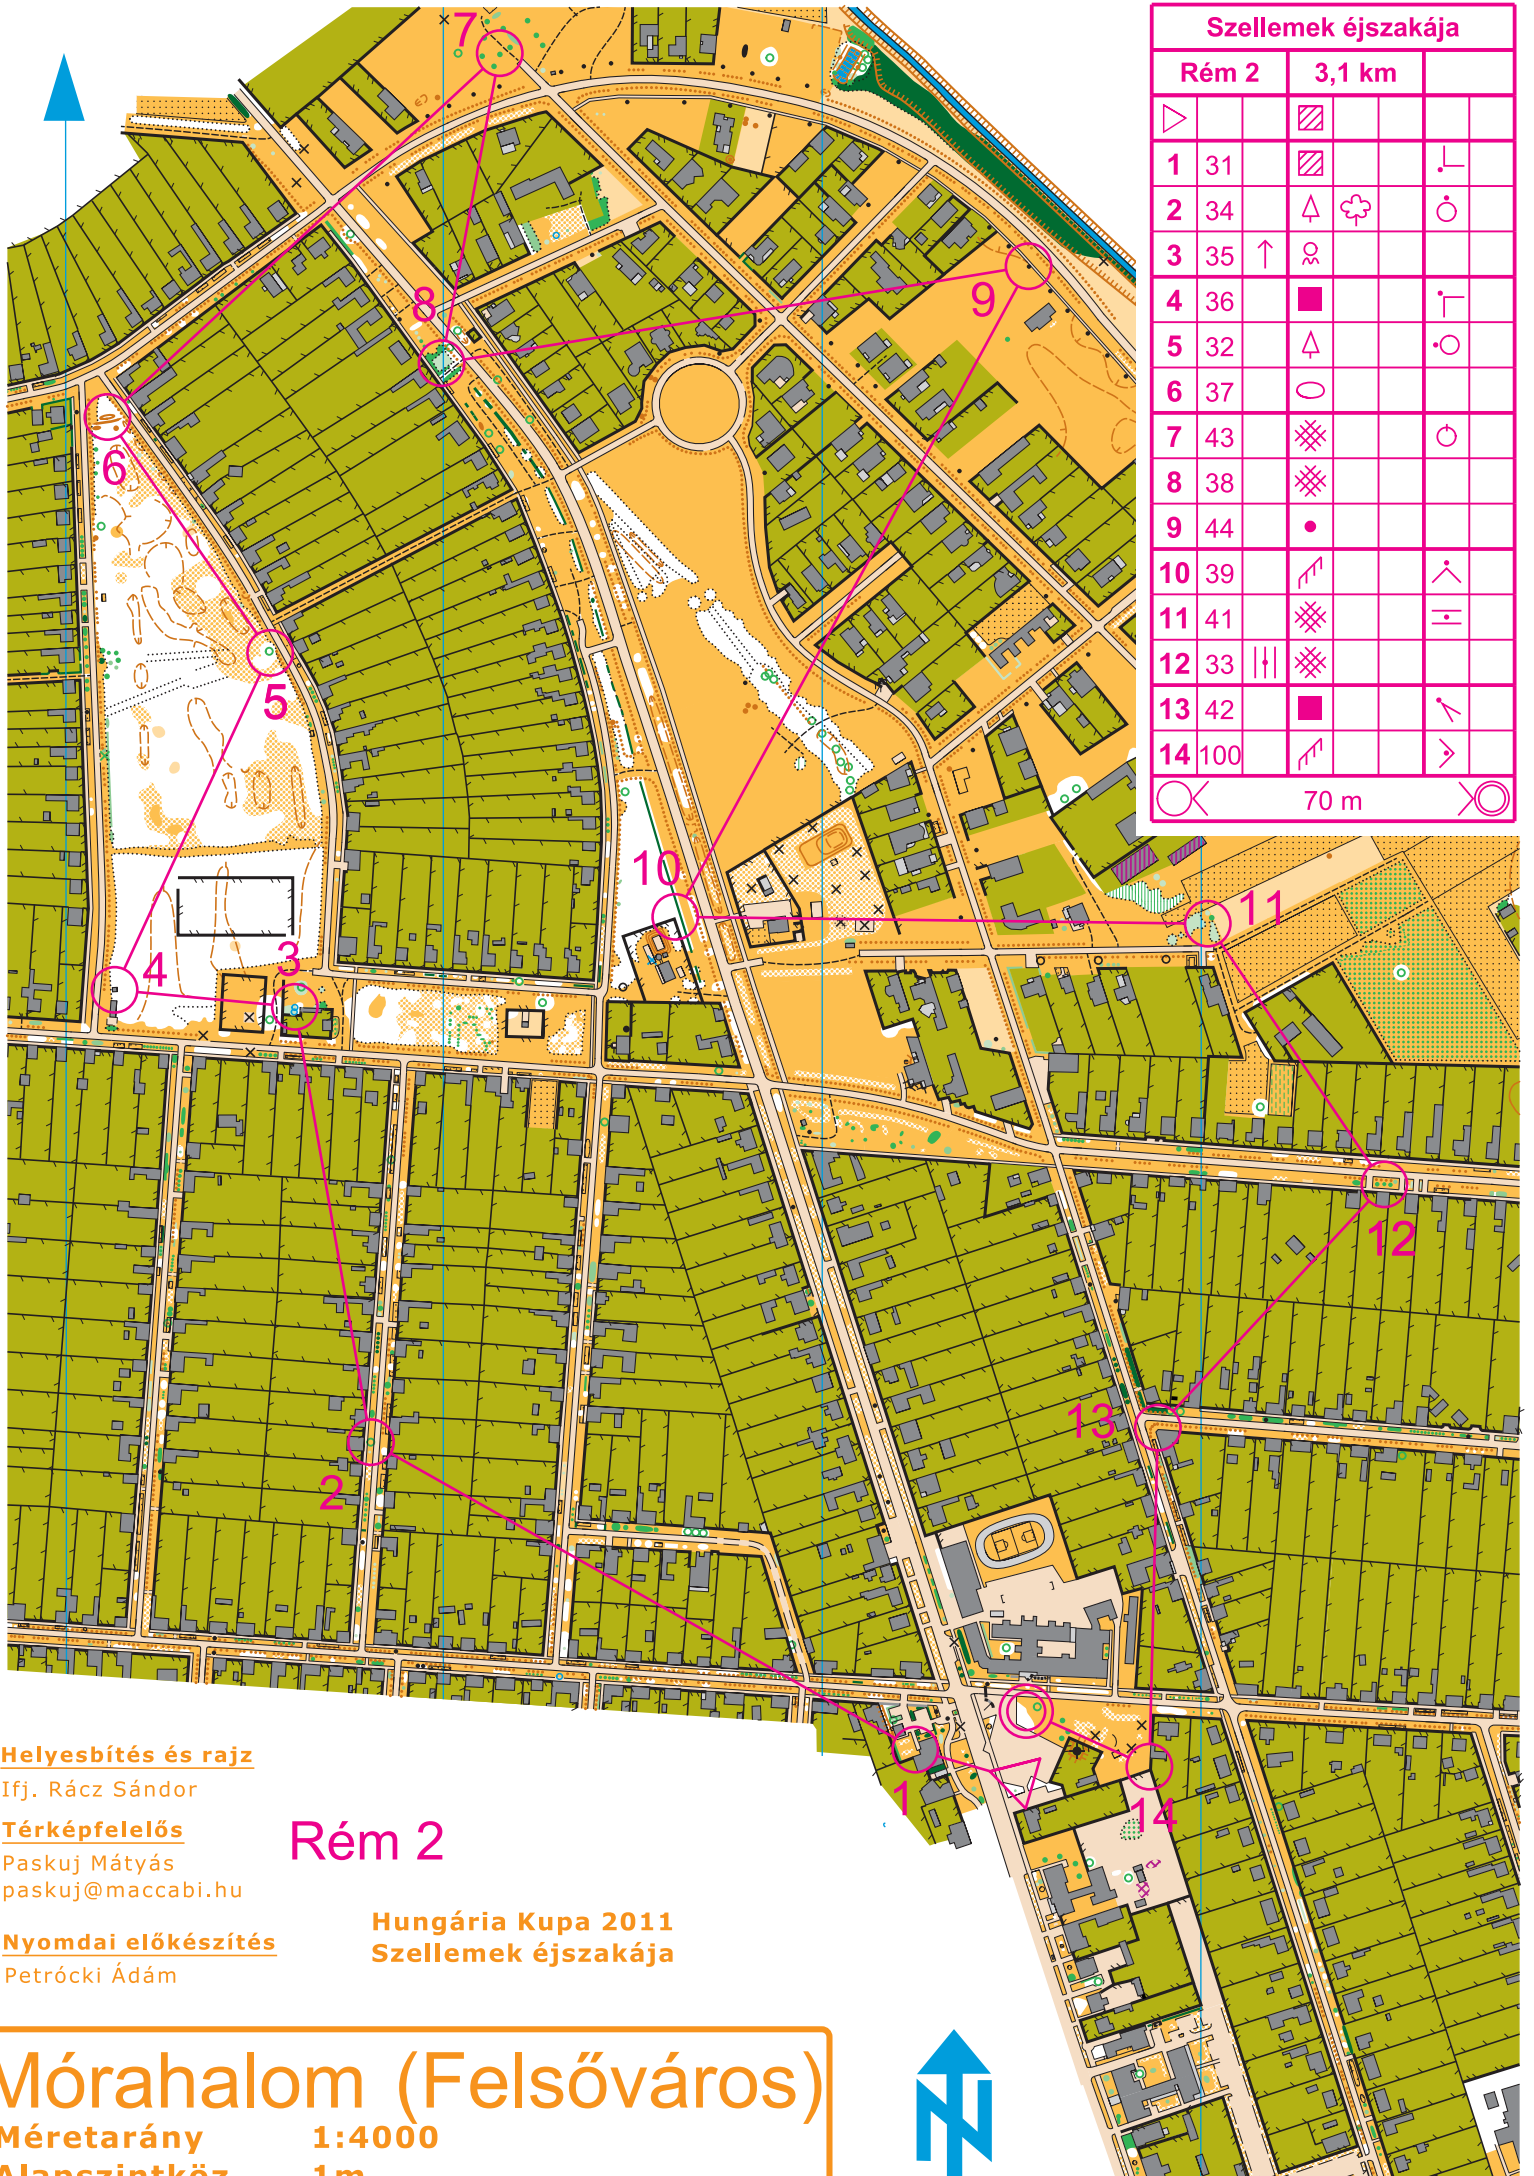 Szellemek éjszakája
Rém 2 3,1 km
1 31
2 34
3 35
4 36
5 32
6 37
7 43
8 38
9 44
10 39
11 41
12 33
13 42
14 100
70 m
7
8
9
6
5
10
11
4
3
12
13
2
1
14
Helyesbítés és rajz
Ifj. Rácz Sándor
Térképfelelős
Paskuj Mátyás
paskuj@maccabi.hu
Nyomdai előkészítés
Petrócki Ádám
Rém 2
Hungária Kupa 2011
Szellemek éjszakája
Mórahalom (Felsőváros)
Méretarány 1:4000
Alapszintköz 1m
N